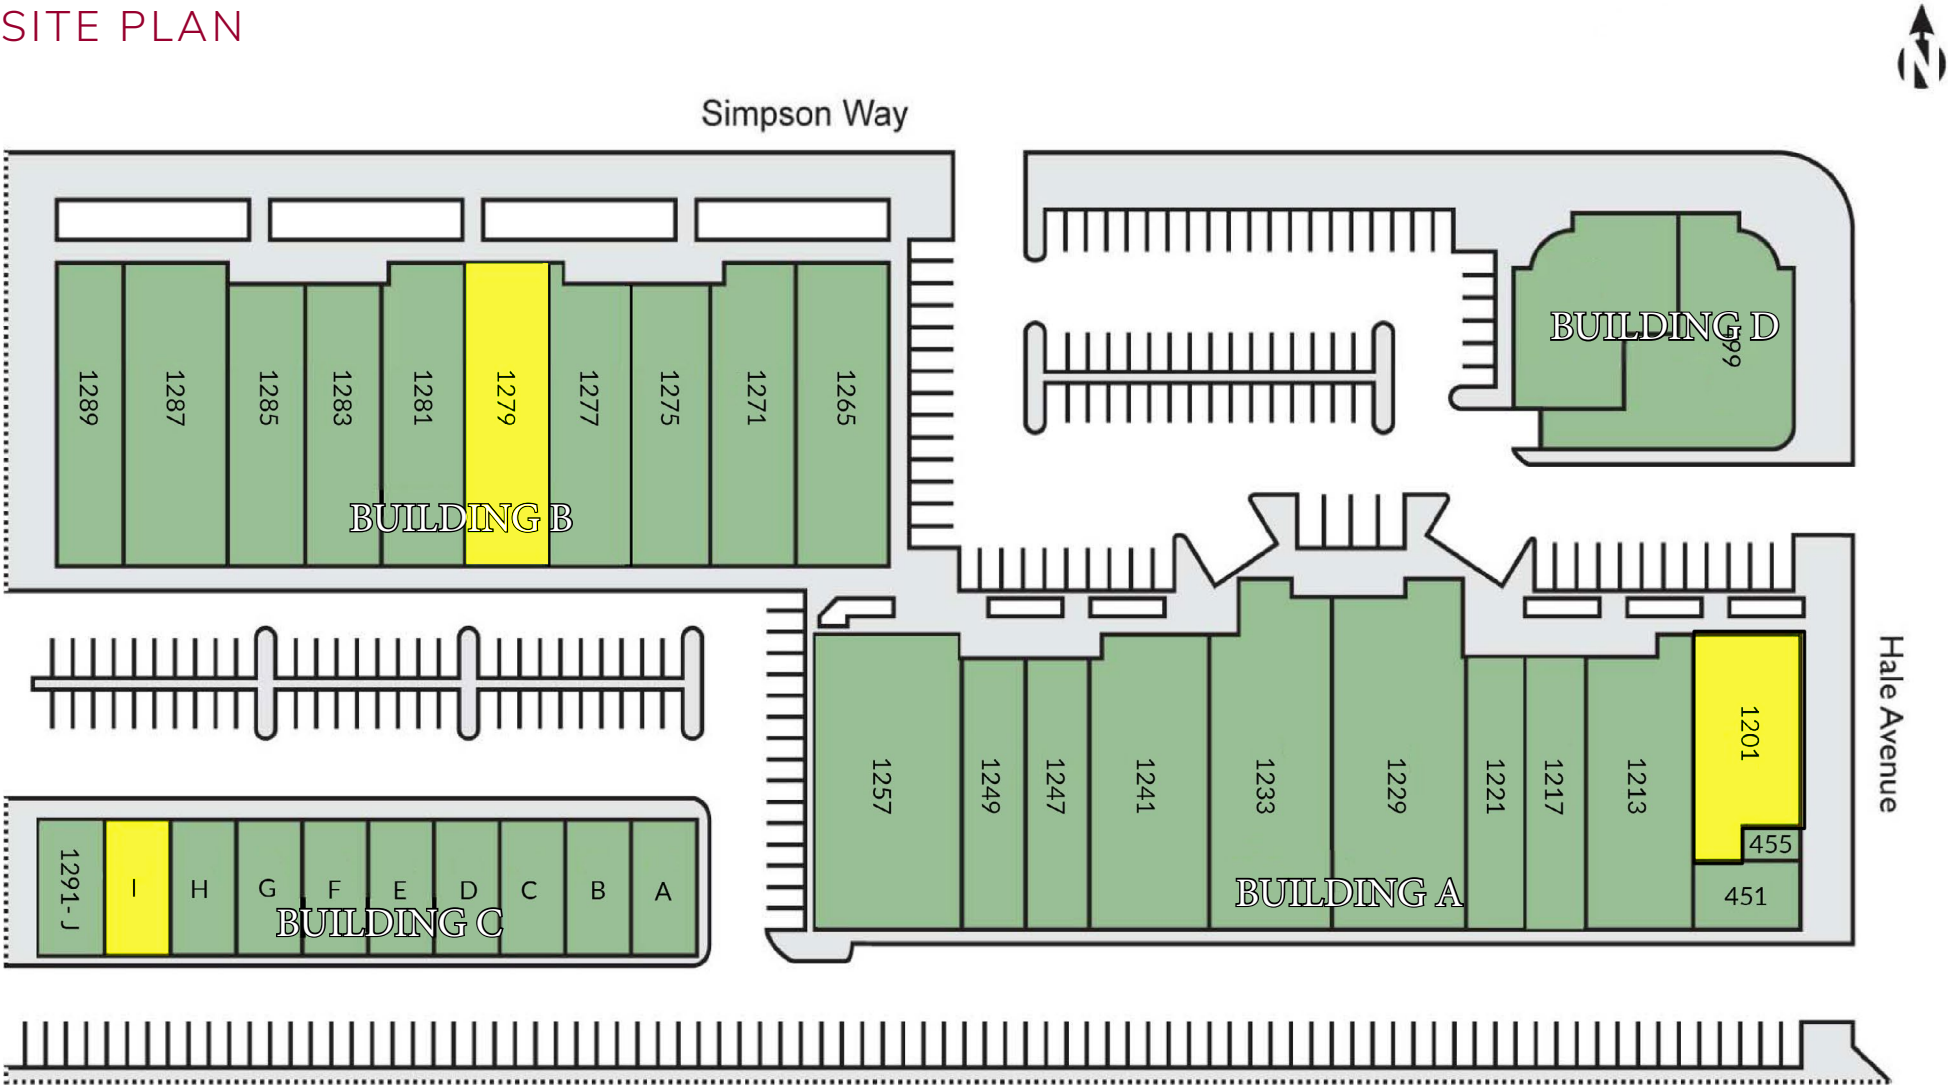 SITE PLAN
N
Simpson Way
1289
1287
1285
1283
1281
1279
1277
1275
1271
1265
BUILDING B
BUILDING D
Hale Avenue
1257
1249
1247
1241
1233
1229
1221
1217
1213
1201
455
451
BUILDING A
1291-J
I
H
G
F
E
D
C
B
A
BUILDING C